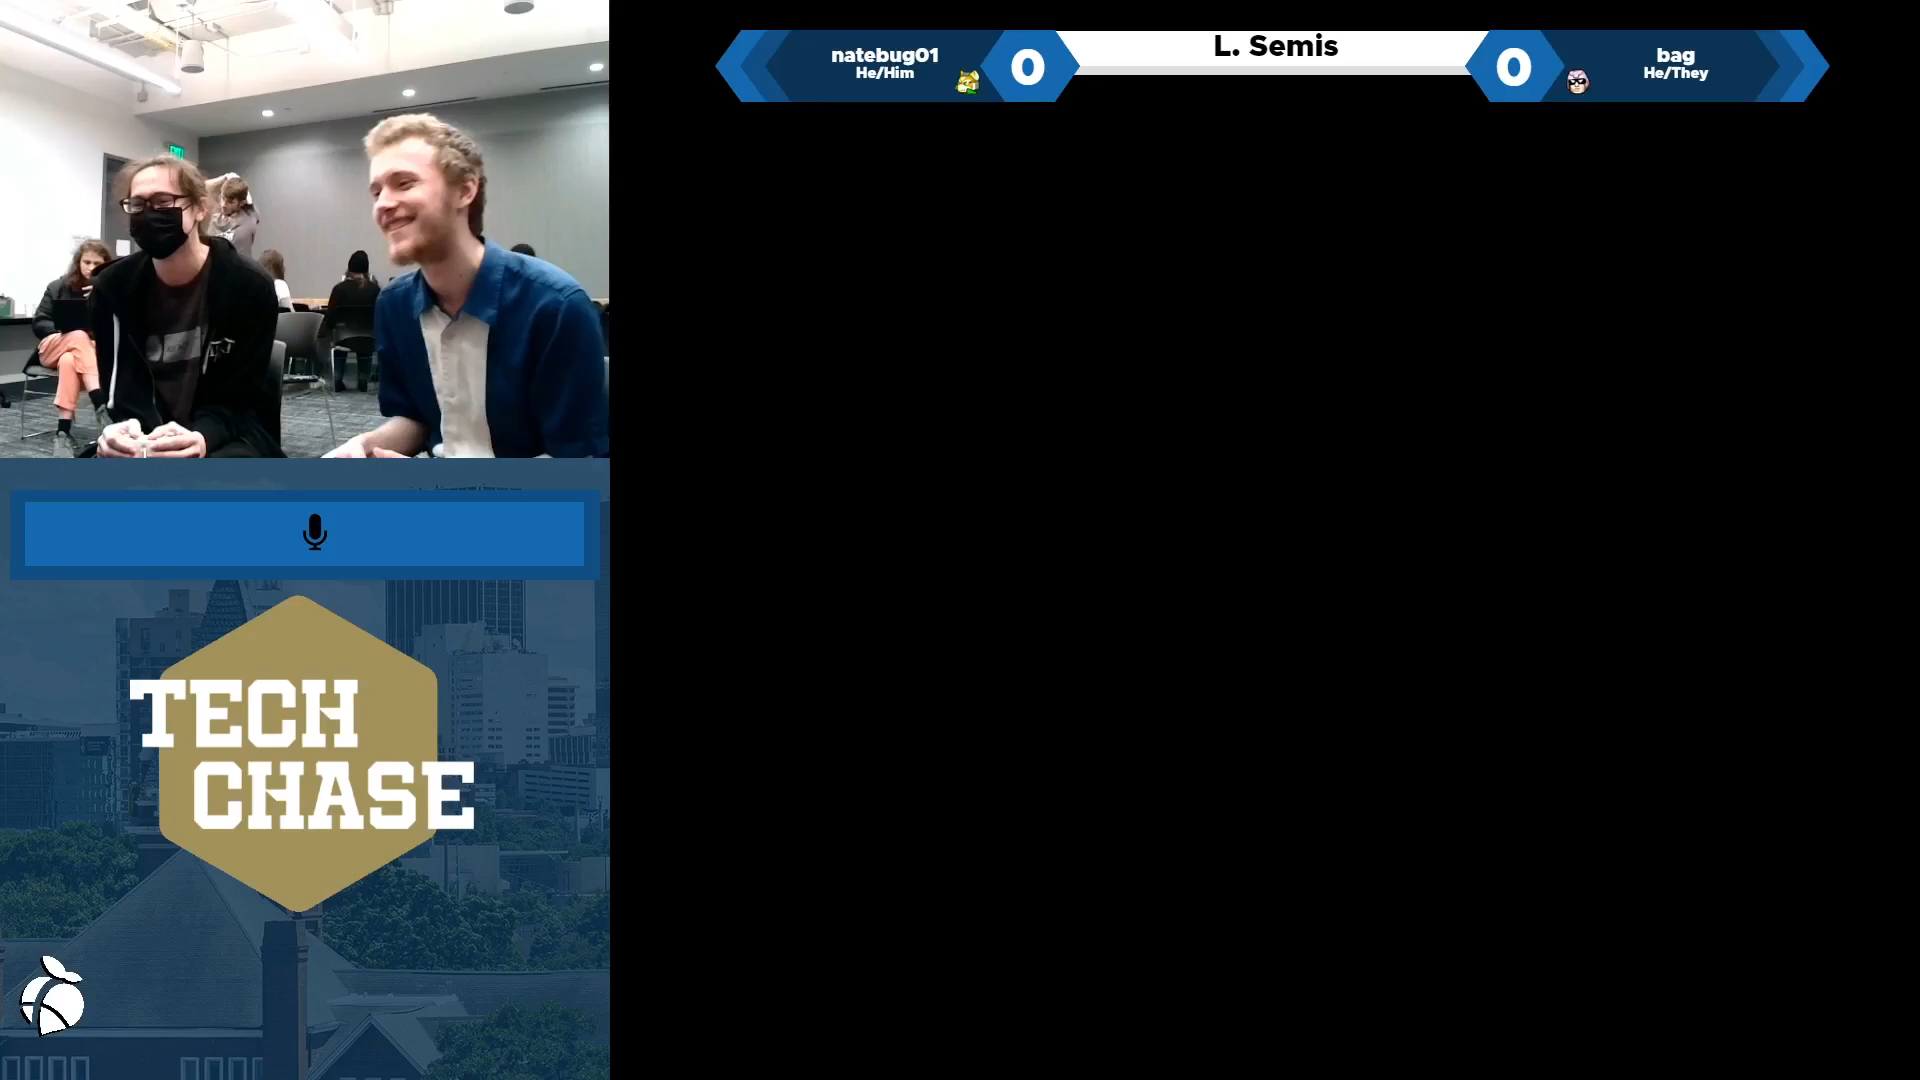 natebug01
He/Him
0
L. Semis
0
bag
He/They
TECH
CHASE